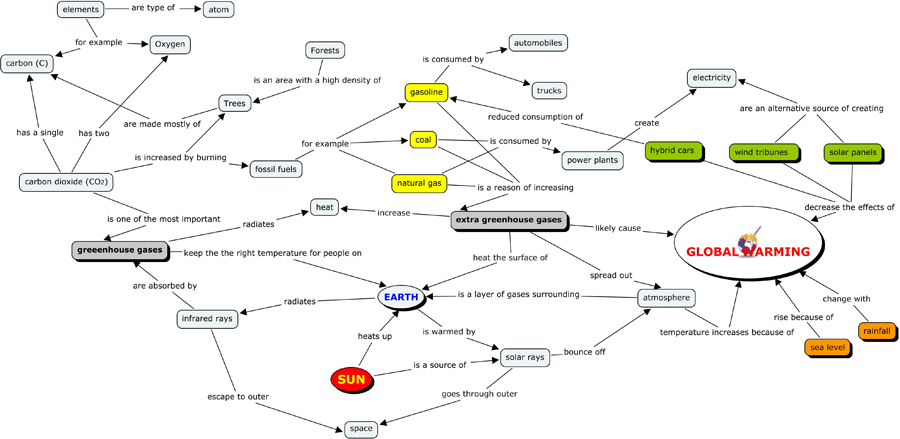 elements
are type of
atom
for example
Oxygen
carbon (C)
Forests
is an area with a high density of
automobiles
is consumed by
trucks
gasoline
electricity
are an alternative source of creating
Trees
are made mostly of
has a single
has two
reduced consumption of
create
for example
coal
is consumed by
power plants
hybrid cars
wind tribunes
solar panels
is increased by burning
fossil fuels
carbon dioxide (CO2)
natural gas
is a reason of increasing
decrease the effects of
is one of the most important
radiates
heat
increase
extra greenhouse gases
likely cause
GLOBAL WARMING
greeenhouse gases
keep the the right temperature for people on
heat the surface of
spread out
are absorbed by
EARTH
is a layer of gases surrounding
atmosphere
change with
radiates
infrared rays
is warmed by
temperature increases because of
rise because of
rainfall
heats up
sea level
solar rays
bounce off
SUN
is a source of
escape to outer
goes through outer
space